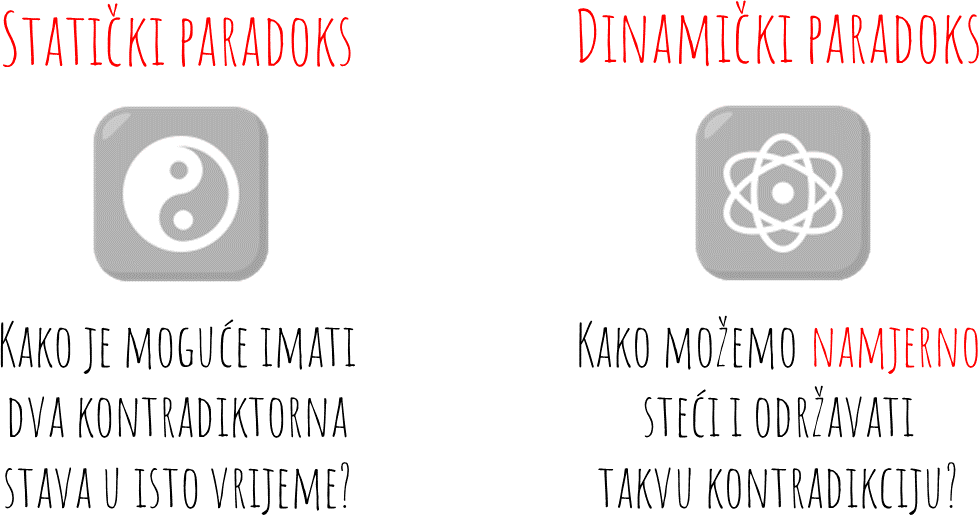 Statički paradoks
Kako je moguće imati
dva kontradiktorna
stava u isto vrijeme?
Dinamički paradoks
Kako možemo namjerno
steći i održavati
takvu kontradikciju?